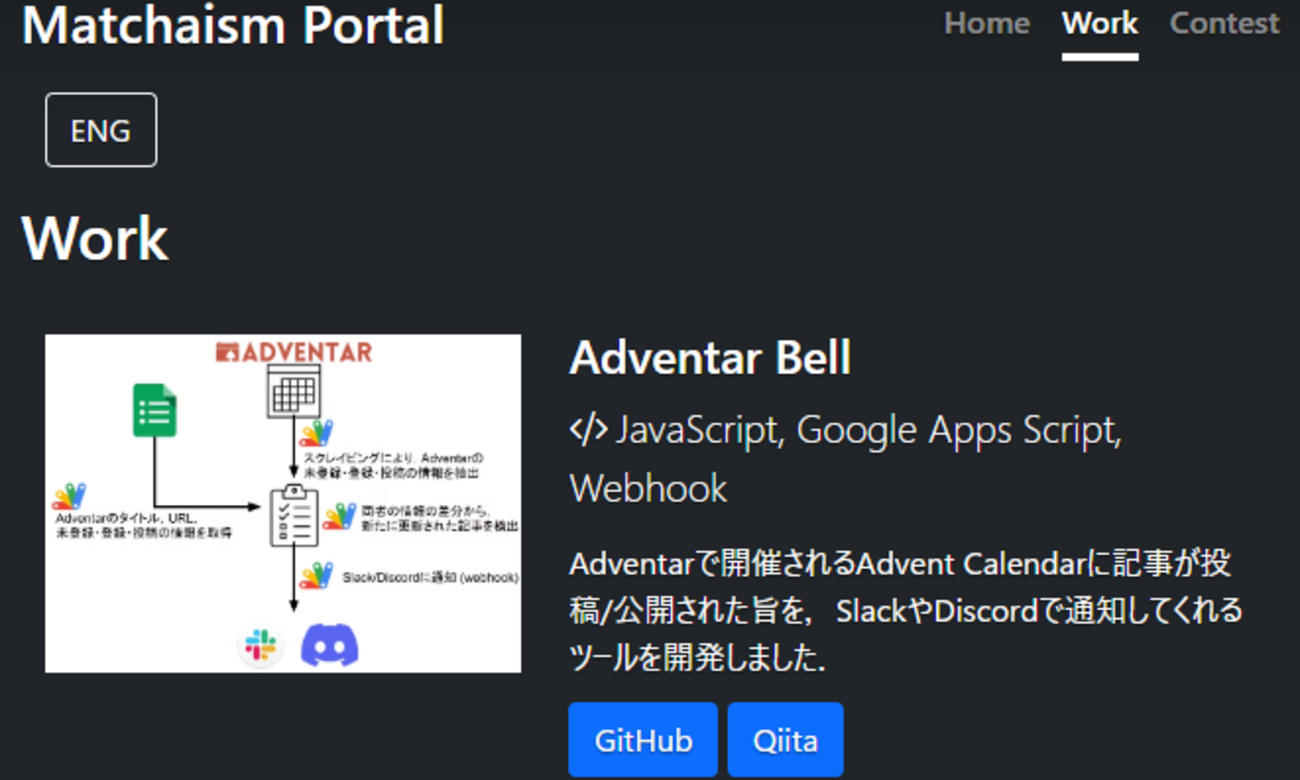 Matchaism Portal
Home Work Contest
ENG
Work
ADVENTAR
スクレイピングにより, Adventarの
未登録・登録・投稿の情報を抽出
Adventarのタイトル, URL,
未登録・登録・投稿の情報を取得
両者の情報の差分から,
新たに更新された記事を検出
Slack/Discordに通知 (webhook)
Adventar Bell
</> JavaScript, Google Apps Script,
Webhook
Adventarで開催されるAdvent Calendarに記事が投
稿/公開された旨を，SlackやDiscordで通知してくれる
ツールを開発しました.
GitHub Qiita